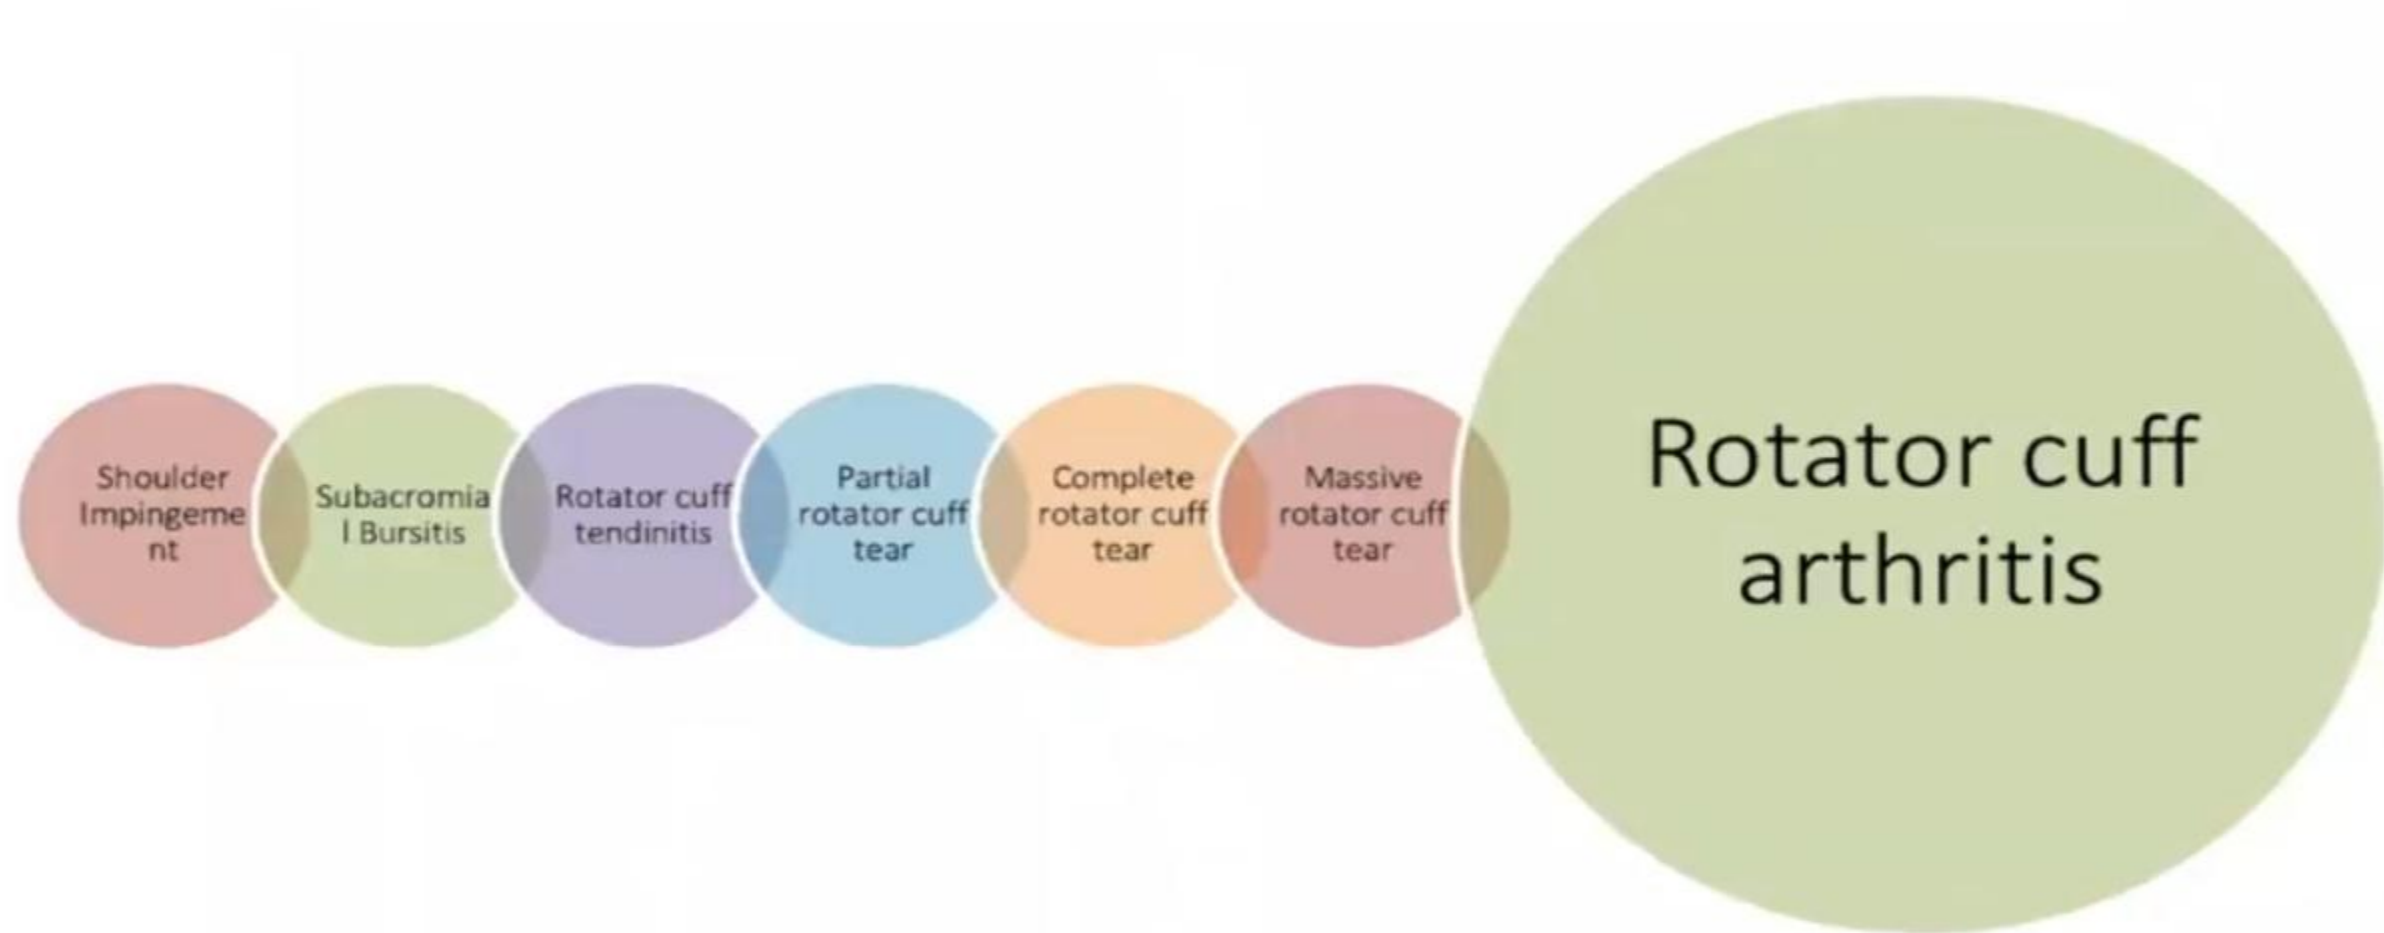 Shoulder
Impingeme
nt
Subacromia
l Bursitis
Rotator cuff
tendinitis
Partial
rotator cuff
tear
Complete
rotator cuff
tear
Massive
rotator cuff
tear
Rotator cuff
arthritis